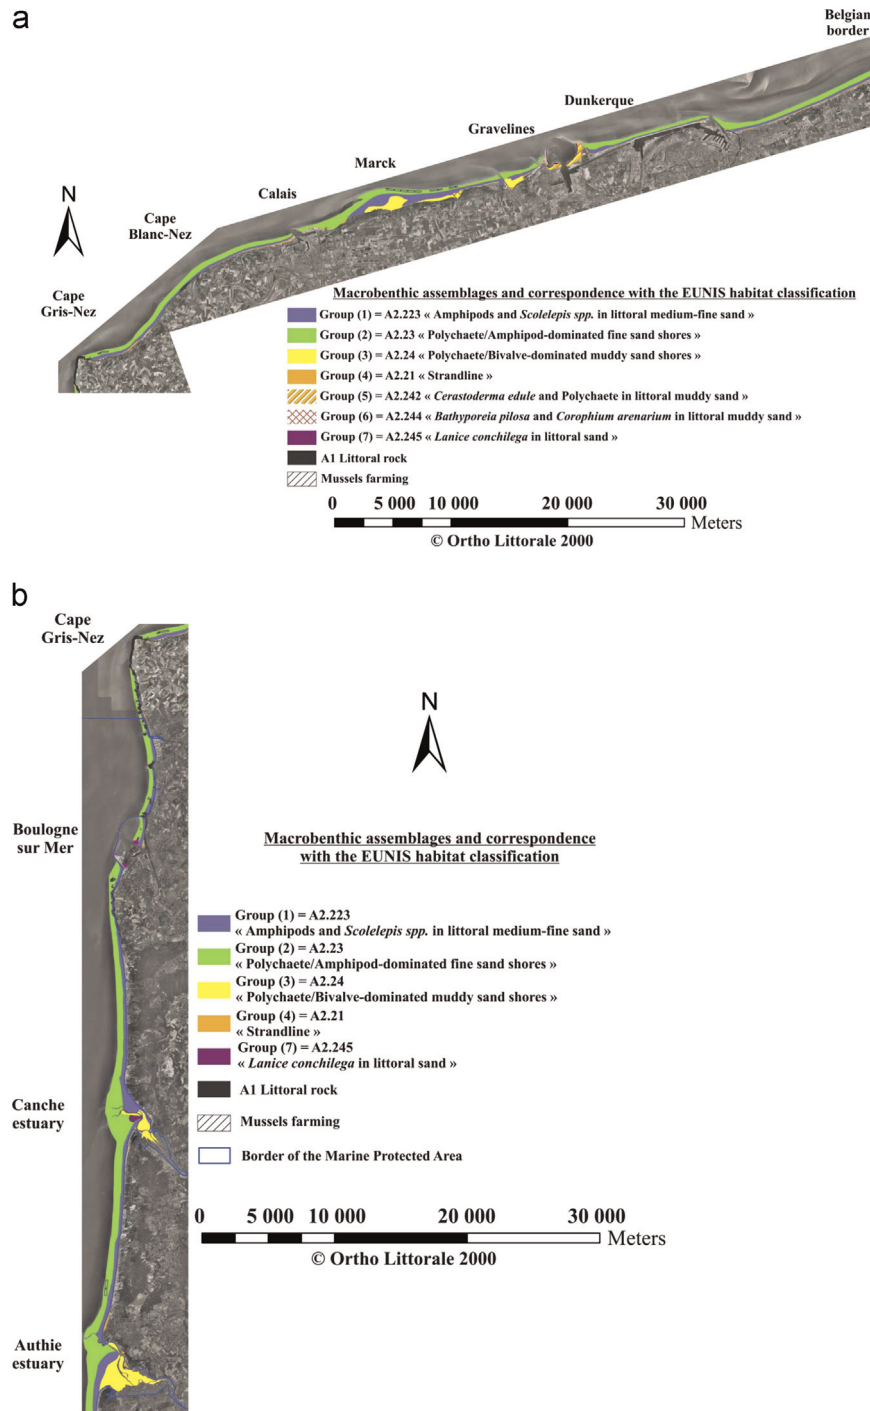 a
Belgian
border
Dunkerque
Gravelines
Marck
Calais
N
Cape
Blanc-Nez
Cape
Gris-Nez
Macrobenthic assemblages and correspondence with the EUNIS habitat classification
Group (1) = A2.223 « Amphipods and Scolelepis spp. in littoral medium-fine sand »
Group (2) = A2.23 « Polychaete/Amphipod-dominated fine sand shores »
Group (3) = A2.24 « Polychaete/Bivalve-dominated muddy sand shores »
Group (4) = A2.21 « Strandline »
Group (5) = A2.242 « Cerastoderma edule and Polychaete in littoral muddy sand »
Group (6) = A2.244 « Bathyporeia pilosa and Corophium arenarium in littoral muddy sand »
Group (7) = A2.245 « Lanice conchilega in littoral sand »
A1 Littoral rock
Mussels farming
0 5 000 10 000 20 000 30 000
Meters
© Ortho Littorale 2000
b
Cape
Gris-Nez
N
Boulogne
sur Mer
Macrobenthic assemblages and correspondence
with the EUNIS habitat classification
Group (1) = A2.223
« Amphipods and Scolelepis spp. in littoral medium-fine sand »
Group (2) = A2.23
« Polychaete/Amphipod-dominated fine sand shores »
Group (3) = A2.24
« Polychaete/Bivalve-dominated muddy sand shores »
Group (4) = A2.21
« Strandline »
Group (7) = A2.245
« Lanice conchilega in littoral sand »
A1 Littoral rock
Canche
estuary
Mussels farming
Border of the Marine Protected Area
0 5 000 10 000 20 000 30 000
Meters
© Ortho Littorale 2000
Authie
estuary